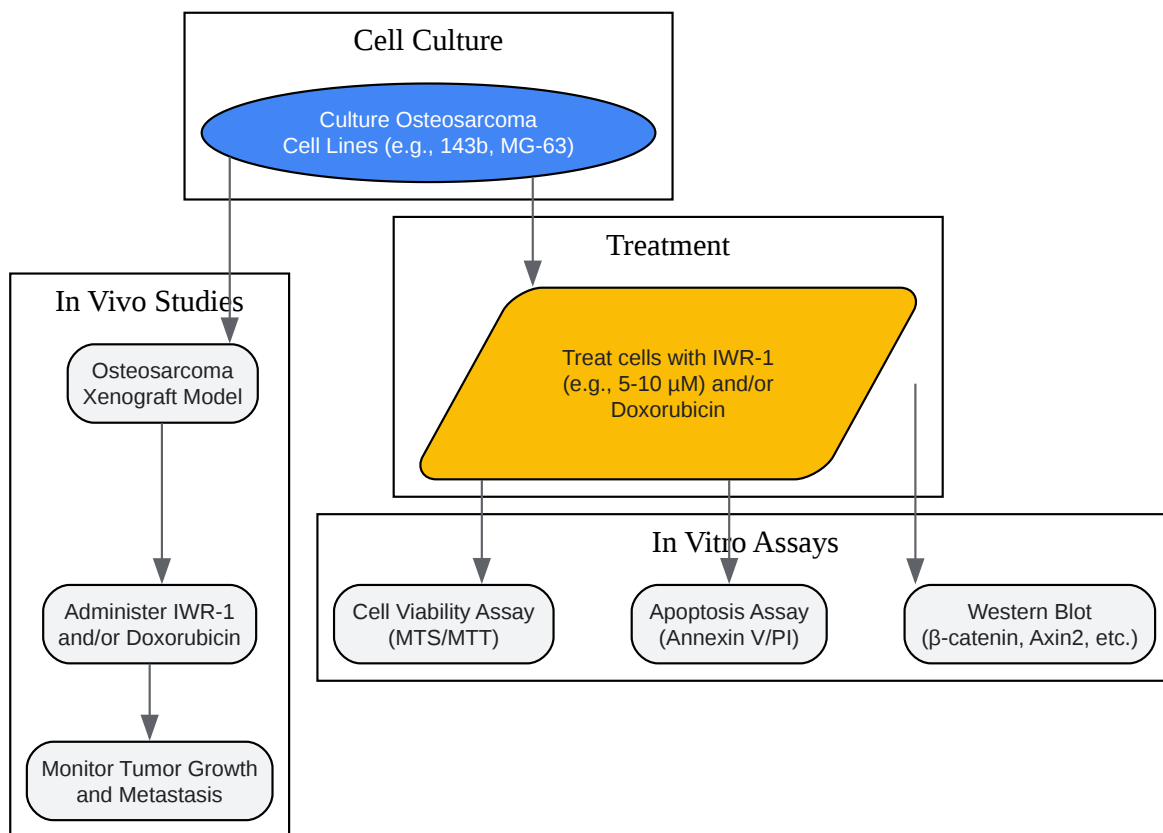 Cell Culture
Culture Osteosarcoma
Cell Lines (e.g., 143b, MG-63)
Treatment
Treat cells with IWR-1
(e.g., 5-10 µM) and/or
Doxorubicin
In Vivo Studies
Osteosarcoma
Xenograft Model
Administer IWR-1
and/or Doxorubicin
Monitor Tumor Growth
and Metastasis
In Vitro Assays
Cell Viability Assay
(MTS/MTT)
Apoptosis Assay
(Annexin V/PI)
Western Blot
(β-catenin, Axin2, etc.)